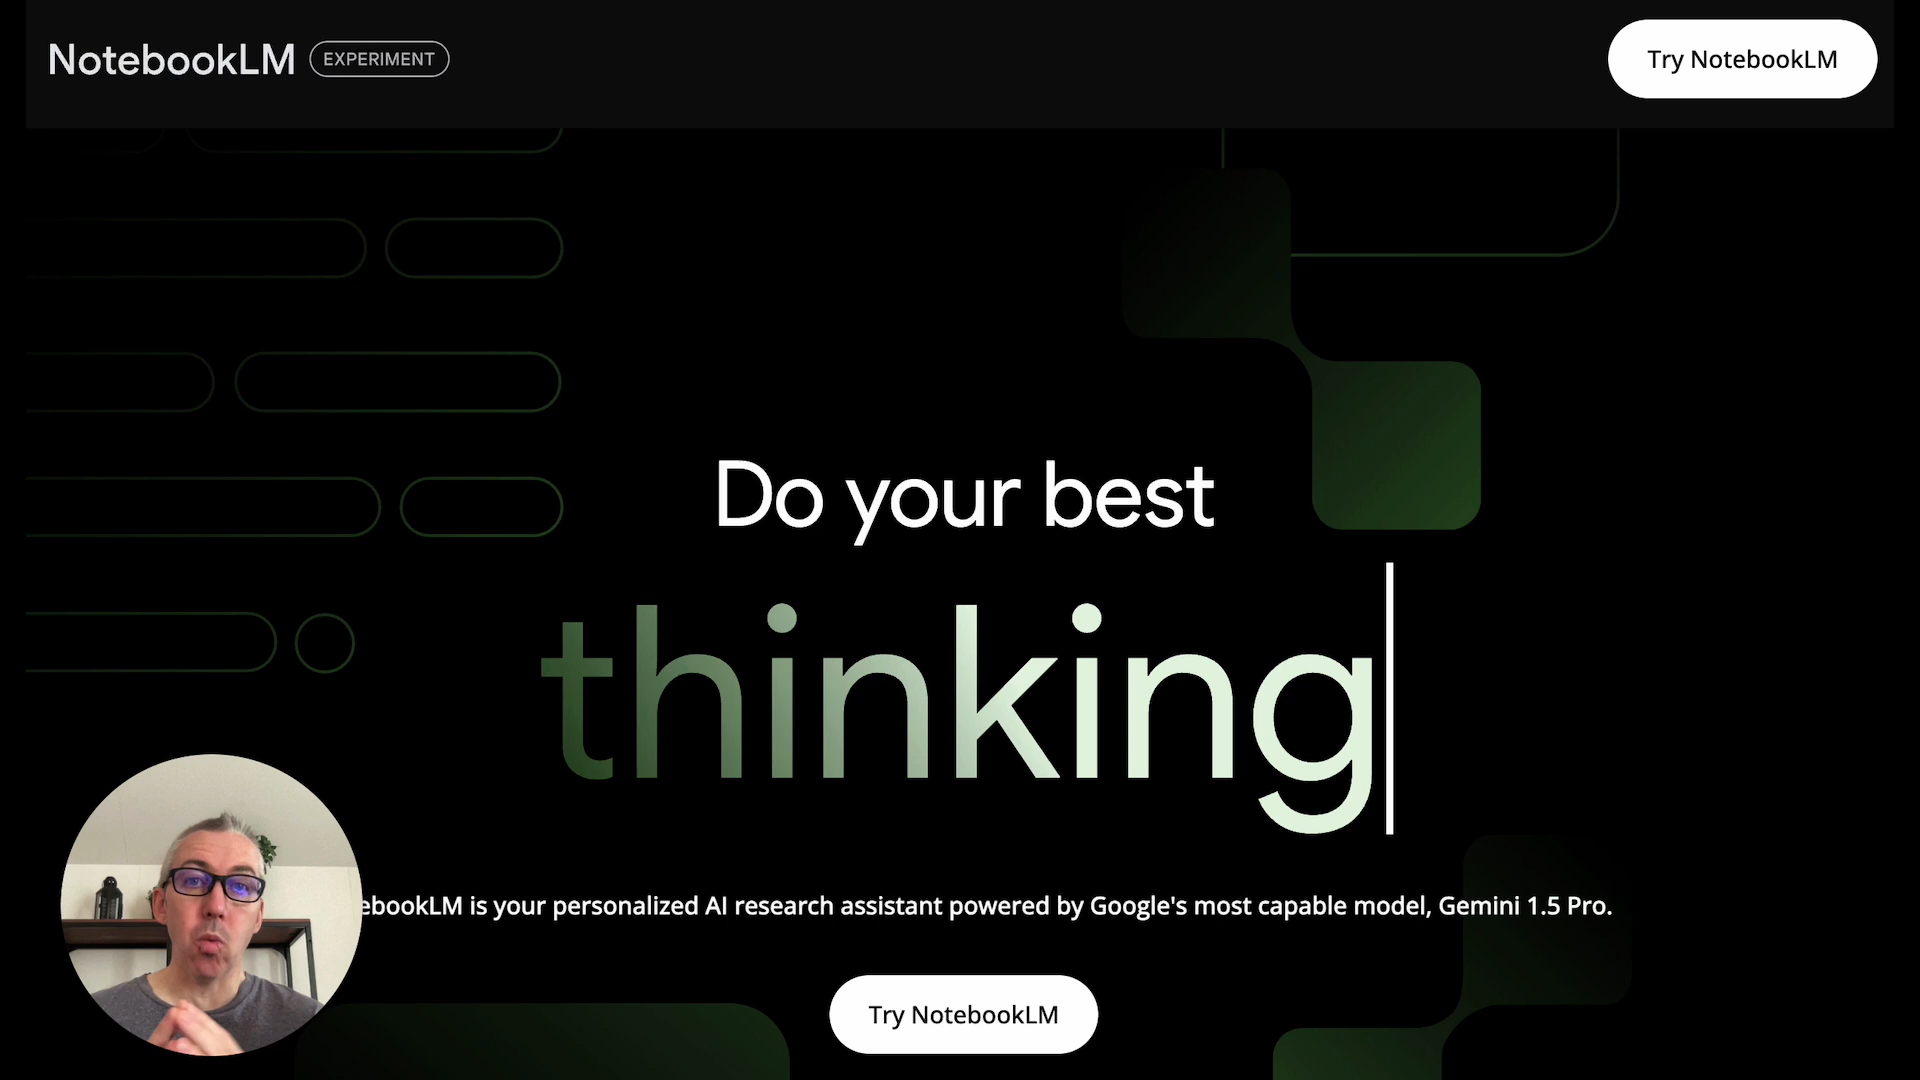 NotebookLM EXPERIMENT
Try NotebookLM
Do your best
thinking
ebookLM is your personalized AI research assistant powered by Google's most capable model, Gemini 1.5 Pro.
Try NotebookLM